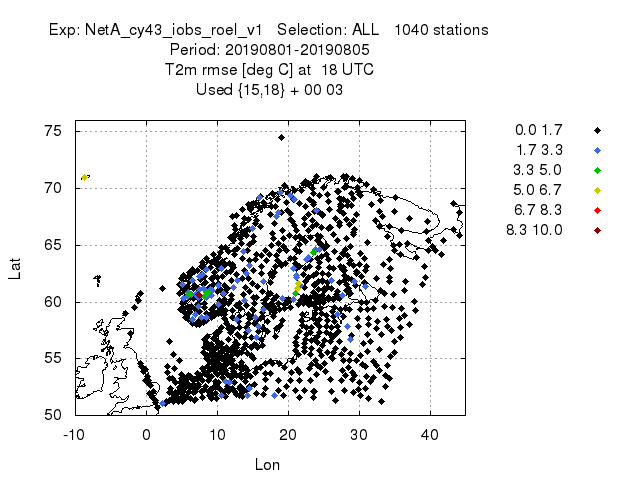 Exp: NetA_cy43_iobs_roel_v1 Selection: ALL 1040 stations
Period: 20190801-20190805
T2m rmse [deg C] at 18 UTC
Used {15,18} + 00 03
0.0 1.7
1.7 3.3
3.3 5.0
5.0 6.7
6.7 8.3
8.3 10.0
Lat
75
70
65
60
55
50
-10 0 10 20 30 40
Lon